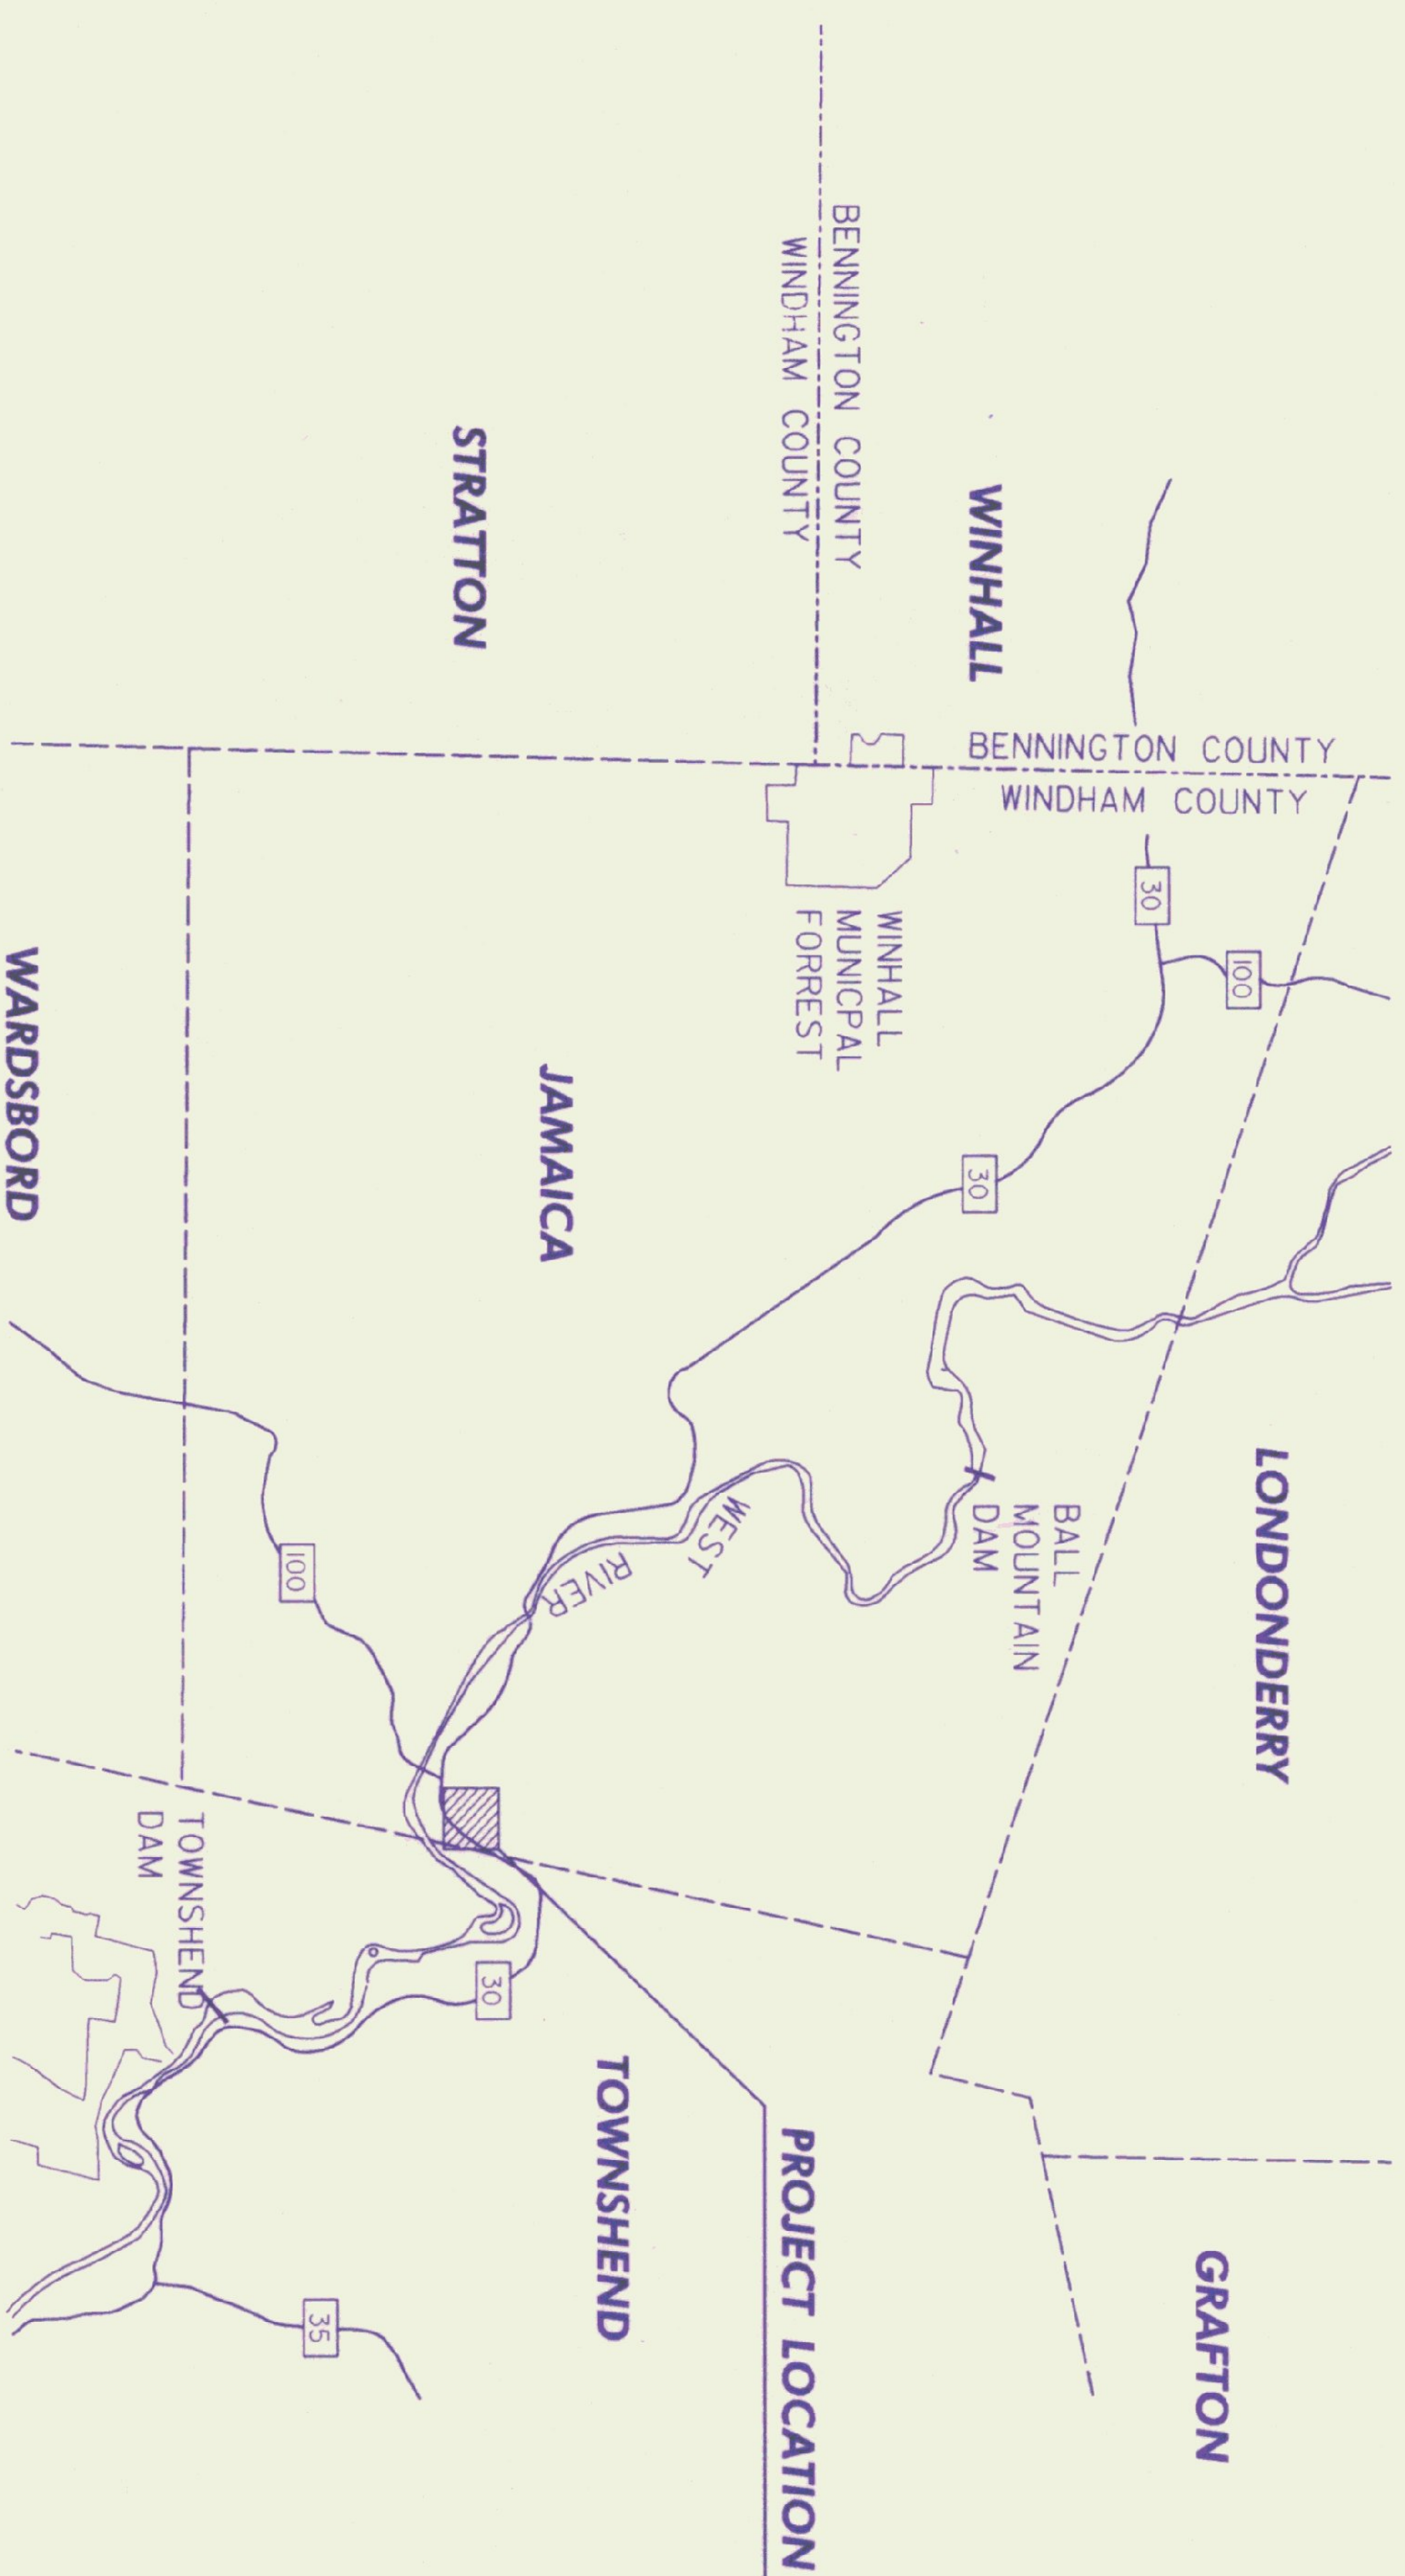 LONDONDERRY
GRAFTON
BENNINGTON COUNTY
WINDHAM COUNTY
30
100
WINHALL
BENNINGTON COUNTY
WINDHAM COUNTY
WINHALL
MUNICPAL
FORREST
30
BALL
MOUNTAIN
DAM
WEST
RIVER
PROJECT LOCATION
STRATTON
JAMAICA
TOWNSHEND
30
100
35
TOWNSHEND
DAM
WARDSBORD